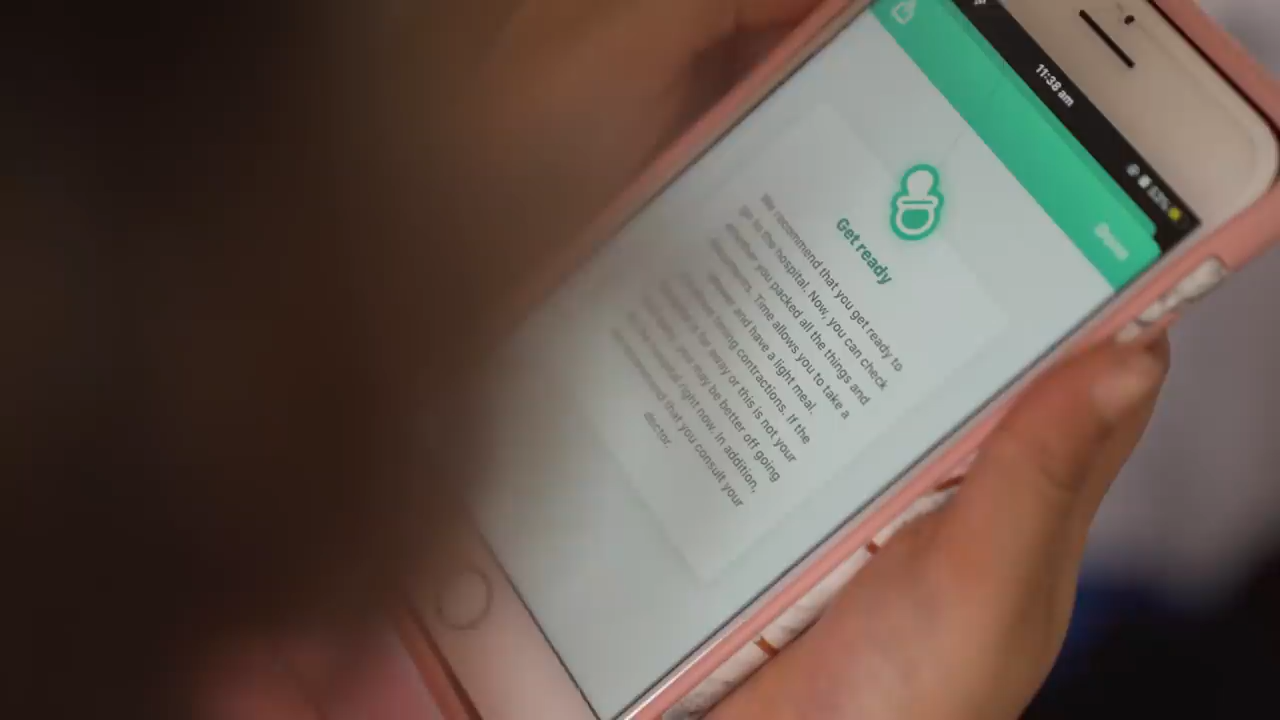 11:38 am
Get ready
We recommend that you get ready to
go to the hospital. Now, you can check
whether you packed all the things and
Time allows you to take a
and have a light meal.
timing contractions. If the
is far away or this is not your
you may be better off going
right now. In addition,
that you consult your
doctor.